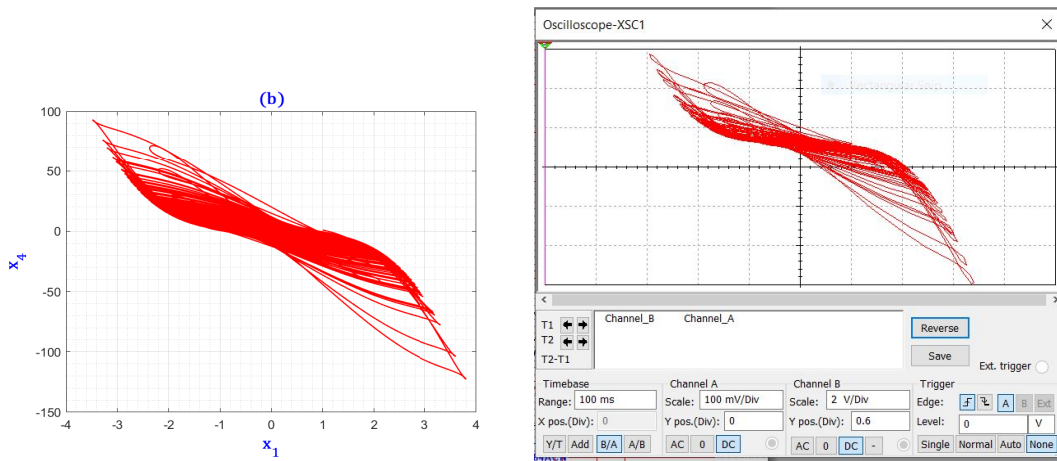 (b)
100
50
0
-50
-100
-150
-4 -3 -2 -1 0 1 2 3 4
x₄
x₁
Oscilloscope-XSC1
T1
T2
T2-T1
Channel_B Channel_A
Reverse
Save
Ext. trigger
Timebase Channel A Channel B Trigger
Range: 100 ms Scale: 100 mV/Div Scale: 2 V/Div Edge: A B Ext
X pos.(Div): 0 Y pos.(Div): 0 Y pos.(Div): 0.6 Level: 0 V
Y/T Add B/A A/B AC 0 DC AC 0 DC - Single Normal Auto None